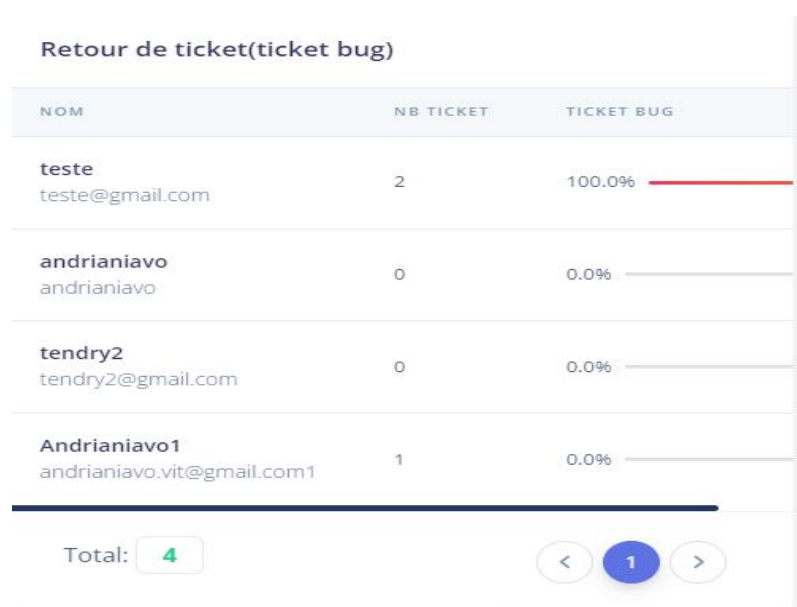 Retour de ticket(ticket bug)
NOM NB TICKET TICKET BUG
teste
teste@gmail.com
2 100.0%
andrianiavo
andrianiavo
0 0.0%
tendry2
tendry2@gmail.com
0 0.0%
Andrianiavo1
andrianiavo.vit@gmail.com1
1 0.0%
Total: 4
< 1 >